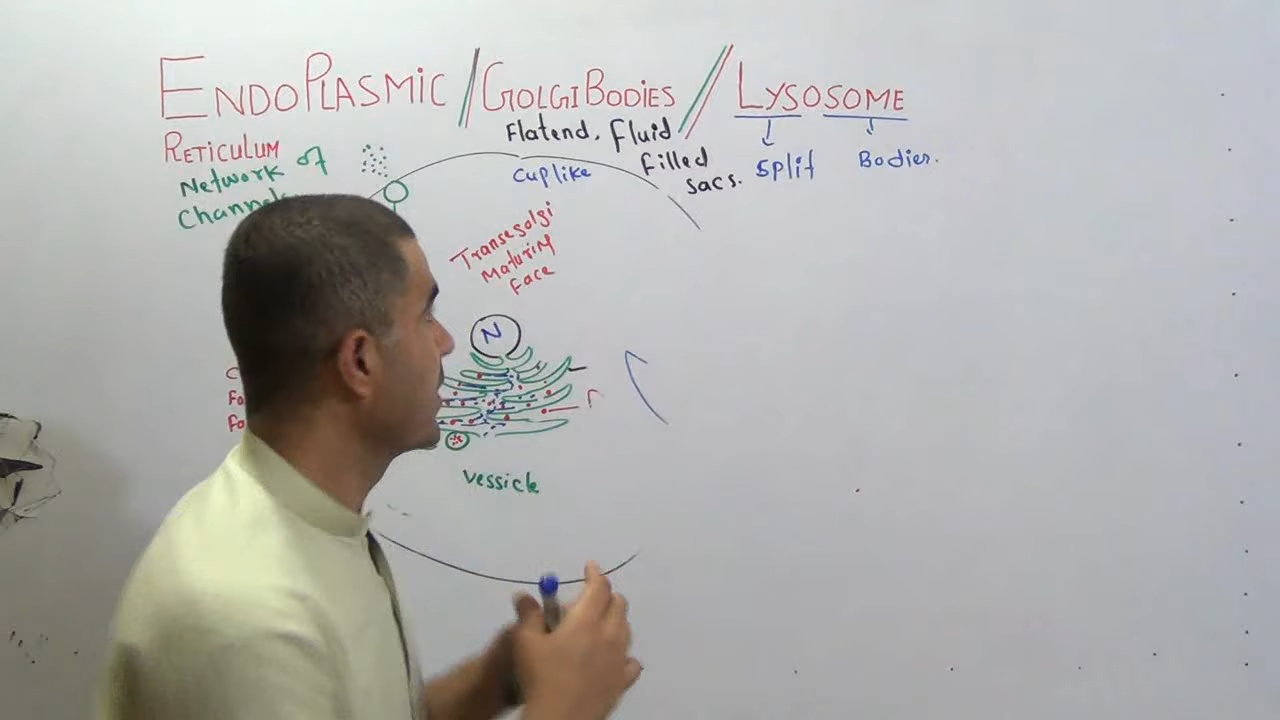 ENDOPLASMIC // GOLGI BODIES // LYSOSOME
RETICULUM
Network of
Flatend, fluid
filled
sacs.
Cuplike
Split
Bodies.
Transegolgi
Maturing
Face
N
Vessicle